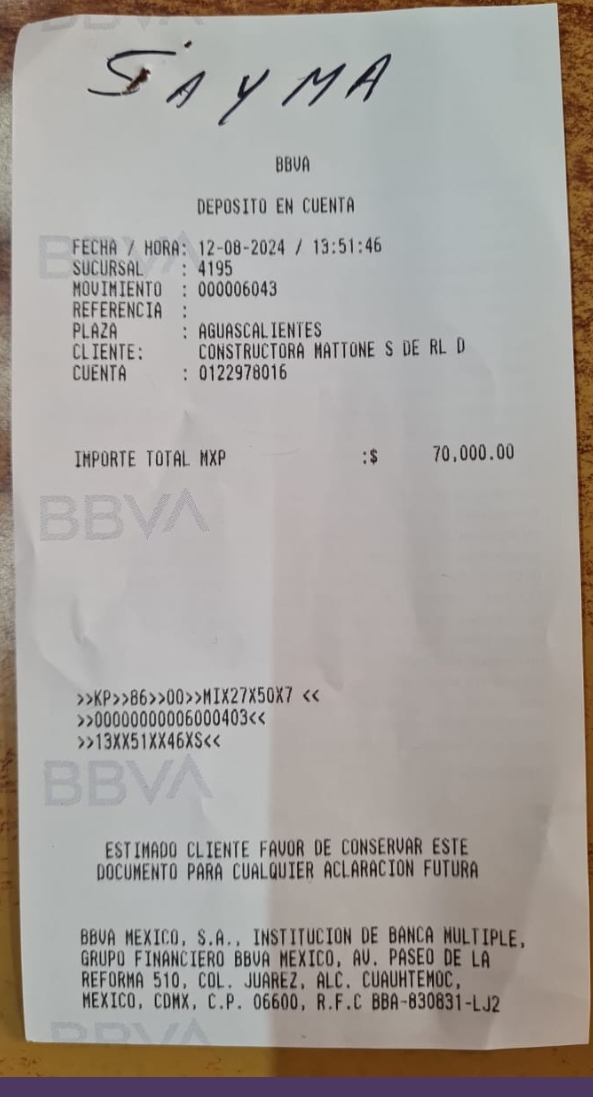 SAYMA
BBVA
DEPOSITO EN CUENTA
FECHA / HORA: 12-08-2024 / 13:51:46
SUCURSAL : 4195
MOVIMIENTO : 000006043
REFERENCIA :
PLAZA : AGUASCALIENTES
CLIENTE: CONSTRUCTORA MATTONE S DE RL D
CUENTA : 0122978016
IMPORTE TOTAL MXP :$ 70,000.00
BBVA
>>KP>>86>>00>>MIX27X50X7 <<
>>00000000006000403<<
>>13XX51XX46XS<<
BBVA
ESTIMADO CLIENTE FAVOR DE CONSERVAR ESTE
DOCUMENTO PARA CUALQUIER ACLARACION FUTURA
BBVA MEXICO, S.A., INSTITUCION DE BANCA MULTIPLE,
GRUPO FINANCIERO BBVA MEXICO, AV. PASEO DE LA
REFORMA 510, COL. JUAREZ, ALC. CUAUHTEMOC,
MEXICO, CDMX, C.P. 06600, R.F.C BBA-830831-LJ2
BBVA